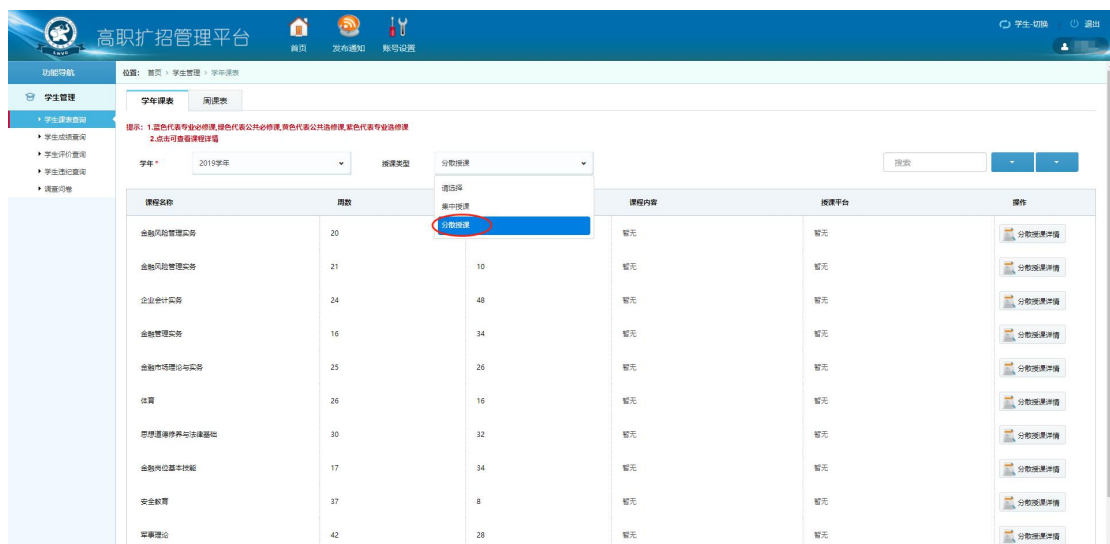 高职扩招管理平台
首页 发布通知 账号设置
学生-切换 退出
功能导航
位置： 首页 › 学生管理 › 学年课表
学生管理
学生课表查询
学生成绩查询
学生评价查询
学生违纪查询
调查问卷
学年课表 周课表
提示：1.蓝色代表专业必修课,绿色代表公共必修课,黄色代表公共选修课,紫色代表专业选修课
2.点击可查看课程详情
学年 * 2019学年 授课类型 分散授课 搜索
请选择
集中授课
分散授课
课程名称 周数 课程内容 授课平台 操作
金融风险管理实务 20 暂无 暂无 分散授课详情
金融风险管理实务 21 10 暂无 暂无 分散授课详情
企业会计实务 24 48 暂无 暂无 分散授课详情
金融管理实务 16 34 暂无 暂无 分散授课详情
金融市场理论与实务 25 26 暂无 暂无 分散授课详情
体育 26 16 暂无 暂无 分散授课详情
思想道德修养与法律基础 30 32 暂无 暂无 分散授课详情
金融岗位基本技能 17 34 暂无 暂无 分散授课详情
安全教育 37 8 暂无 暂无 分散授课详情
军事理论 42 28 暂无 暂无 分散授课详情